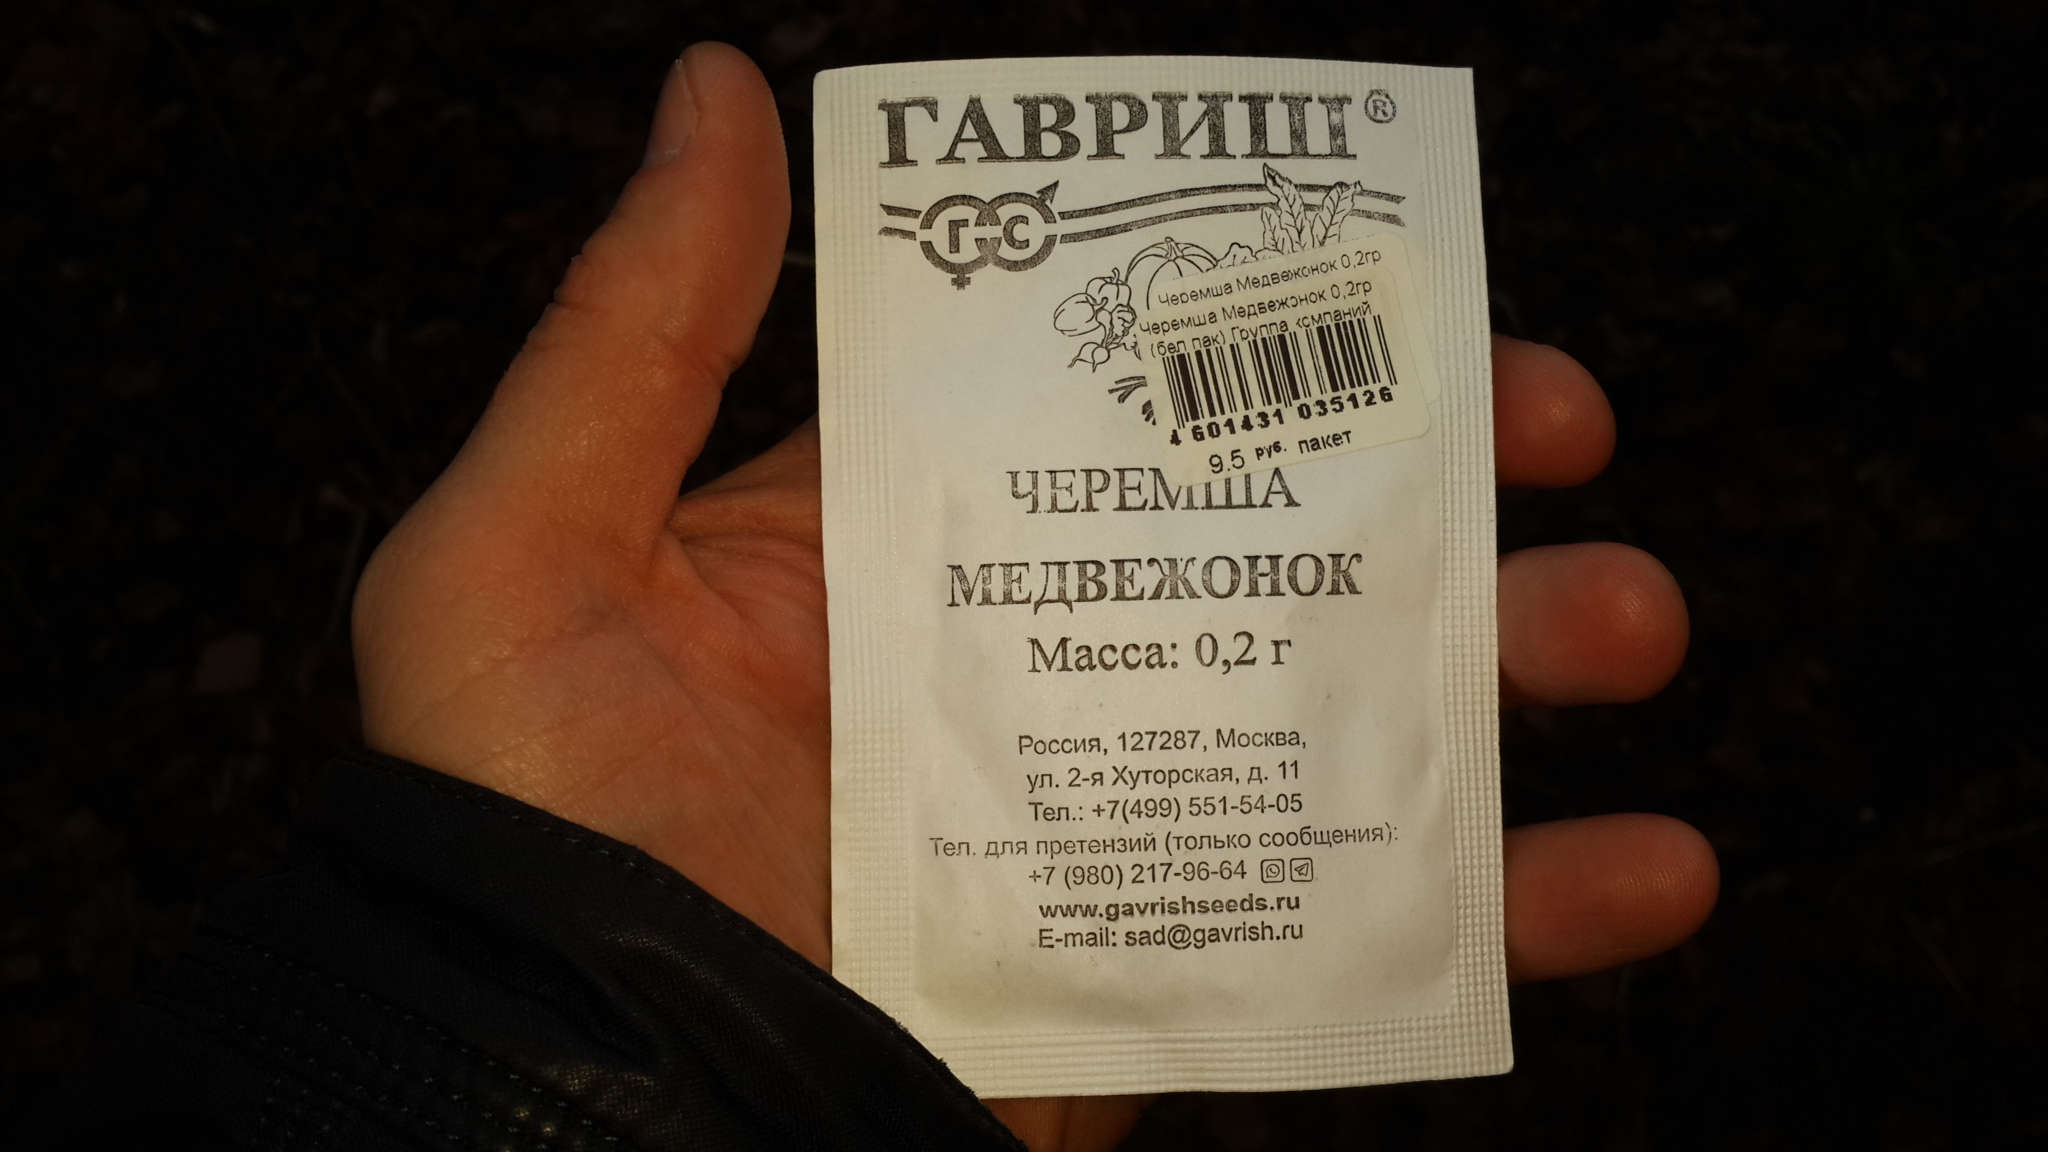 ГАВРИШ®
ГС
Черемша Медвежонок 0,2гр
Черемша Медвежонок 0,2гр
(бел.пак) Группа компаний
4 601431 035126
9.5 руб. пакет
ЧЕРЕМША
МЕДВЕЖОНОК
Масса: 0,2 г
Россия, 127287, Москва,
ул. 2-я Хуторская, д. 11
Тел.: +7(499) 551-54-05
Тел. для претензий (только сообщения):
+7 (980) 217-96-64
www.gavrishseeds.ru
E-mail: sad@gavrish.ru